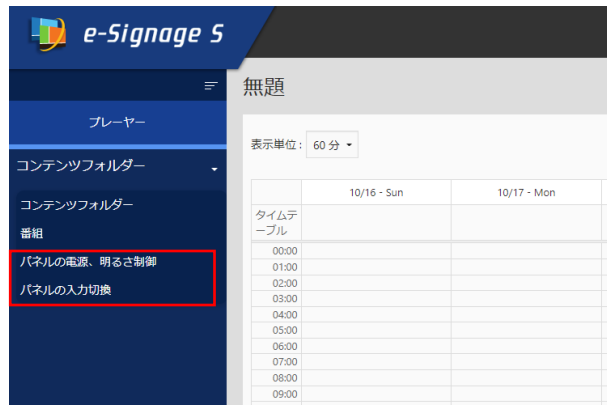 e-Signage S
無題
プレーヤー
表示単位: 60 分
コンテンツフォルダー
10/16 - Sun 10/17 - Mon
コンテンツフォルダー
タイムテ
ーブル
番組
パネルの電源、明るさ制御
パネルの入力切換
00:00
01:00
02:00
03:00
04:00
05:00
06:00
07:00
08:00
09:00